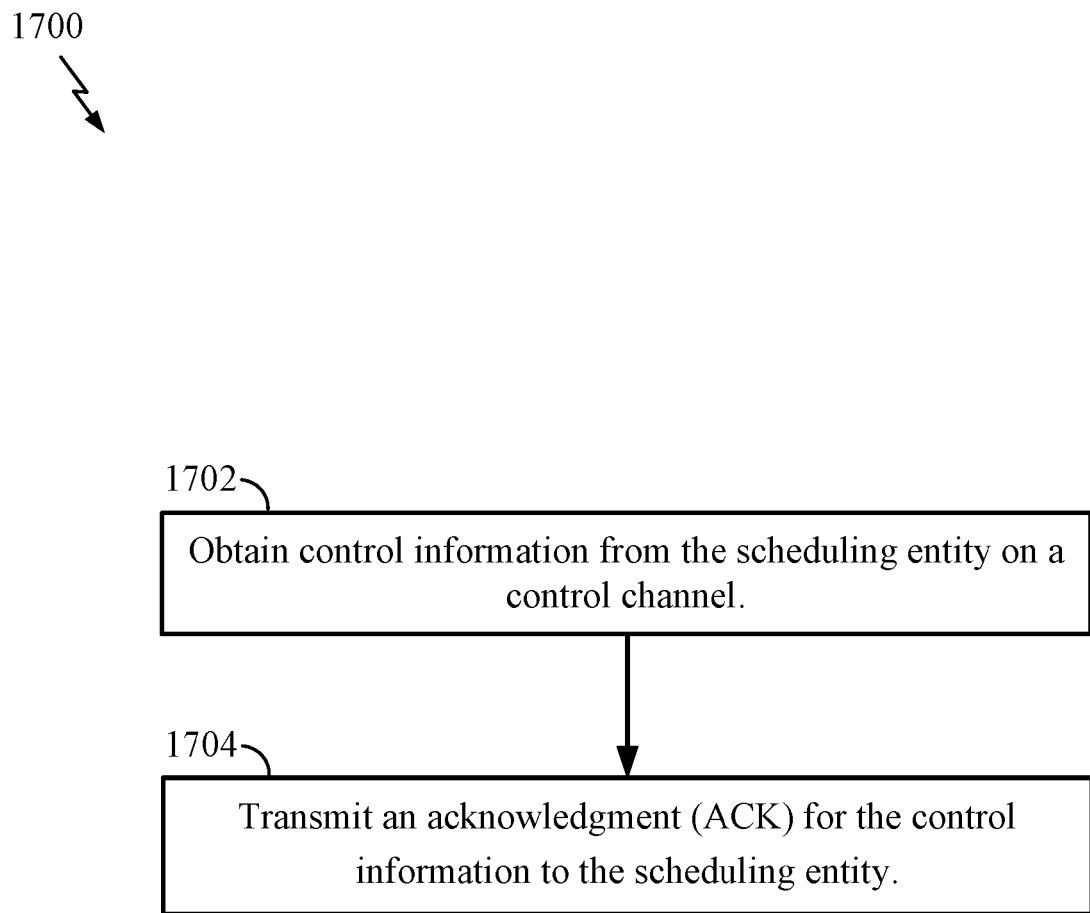 1700
1702
Obtain control information from the scheduling entity on a
control channel.
1704
Transmit an acknowledgment (ACK) for the control
information to the scheduling entity.